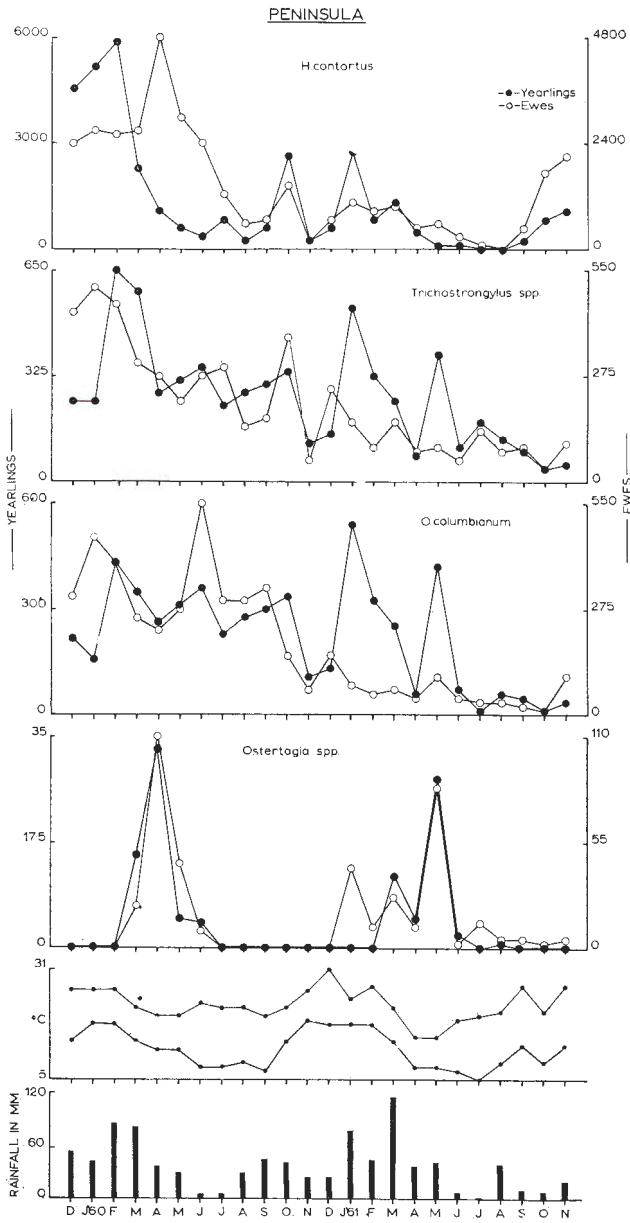 PENINSULA
6000
4800
H.contortus
Yearlings
Ewes
3000
2400
0
0
650
550
Trichostrongylus spp.
325
275
0
0
YEARLINGS
EWES
600
550
O.columbianum
300
275
0
0
35
110
Ostertagia spp.
17.5
55
0
0
31
°C
5
120
RAINFALL IN MM
60
0
D J'60 F M A M J J A S O. N D J'61 F M A M J J A S O N